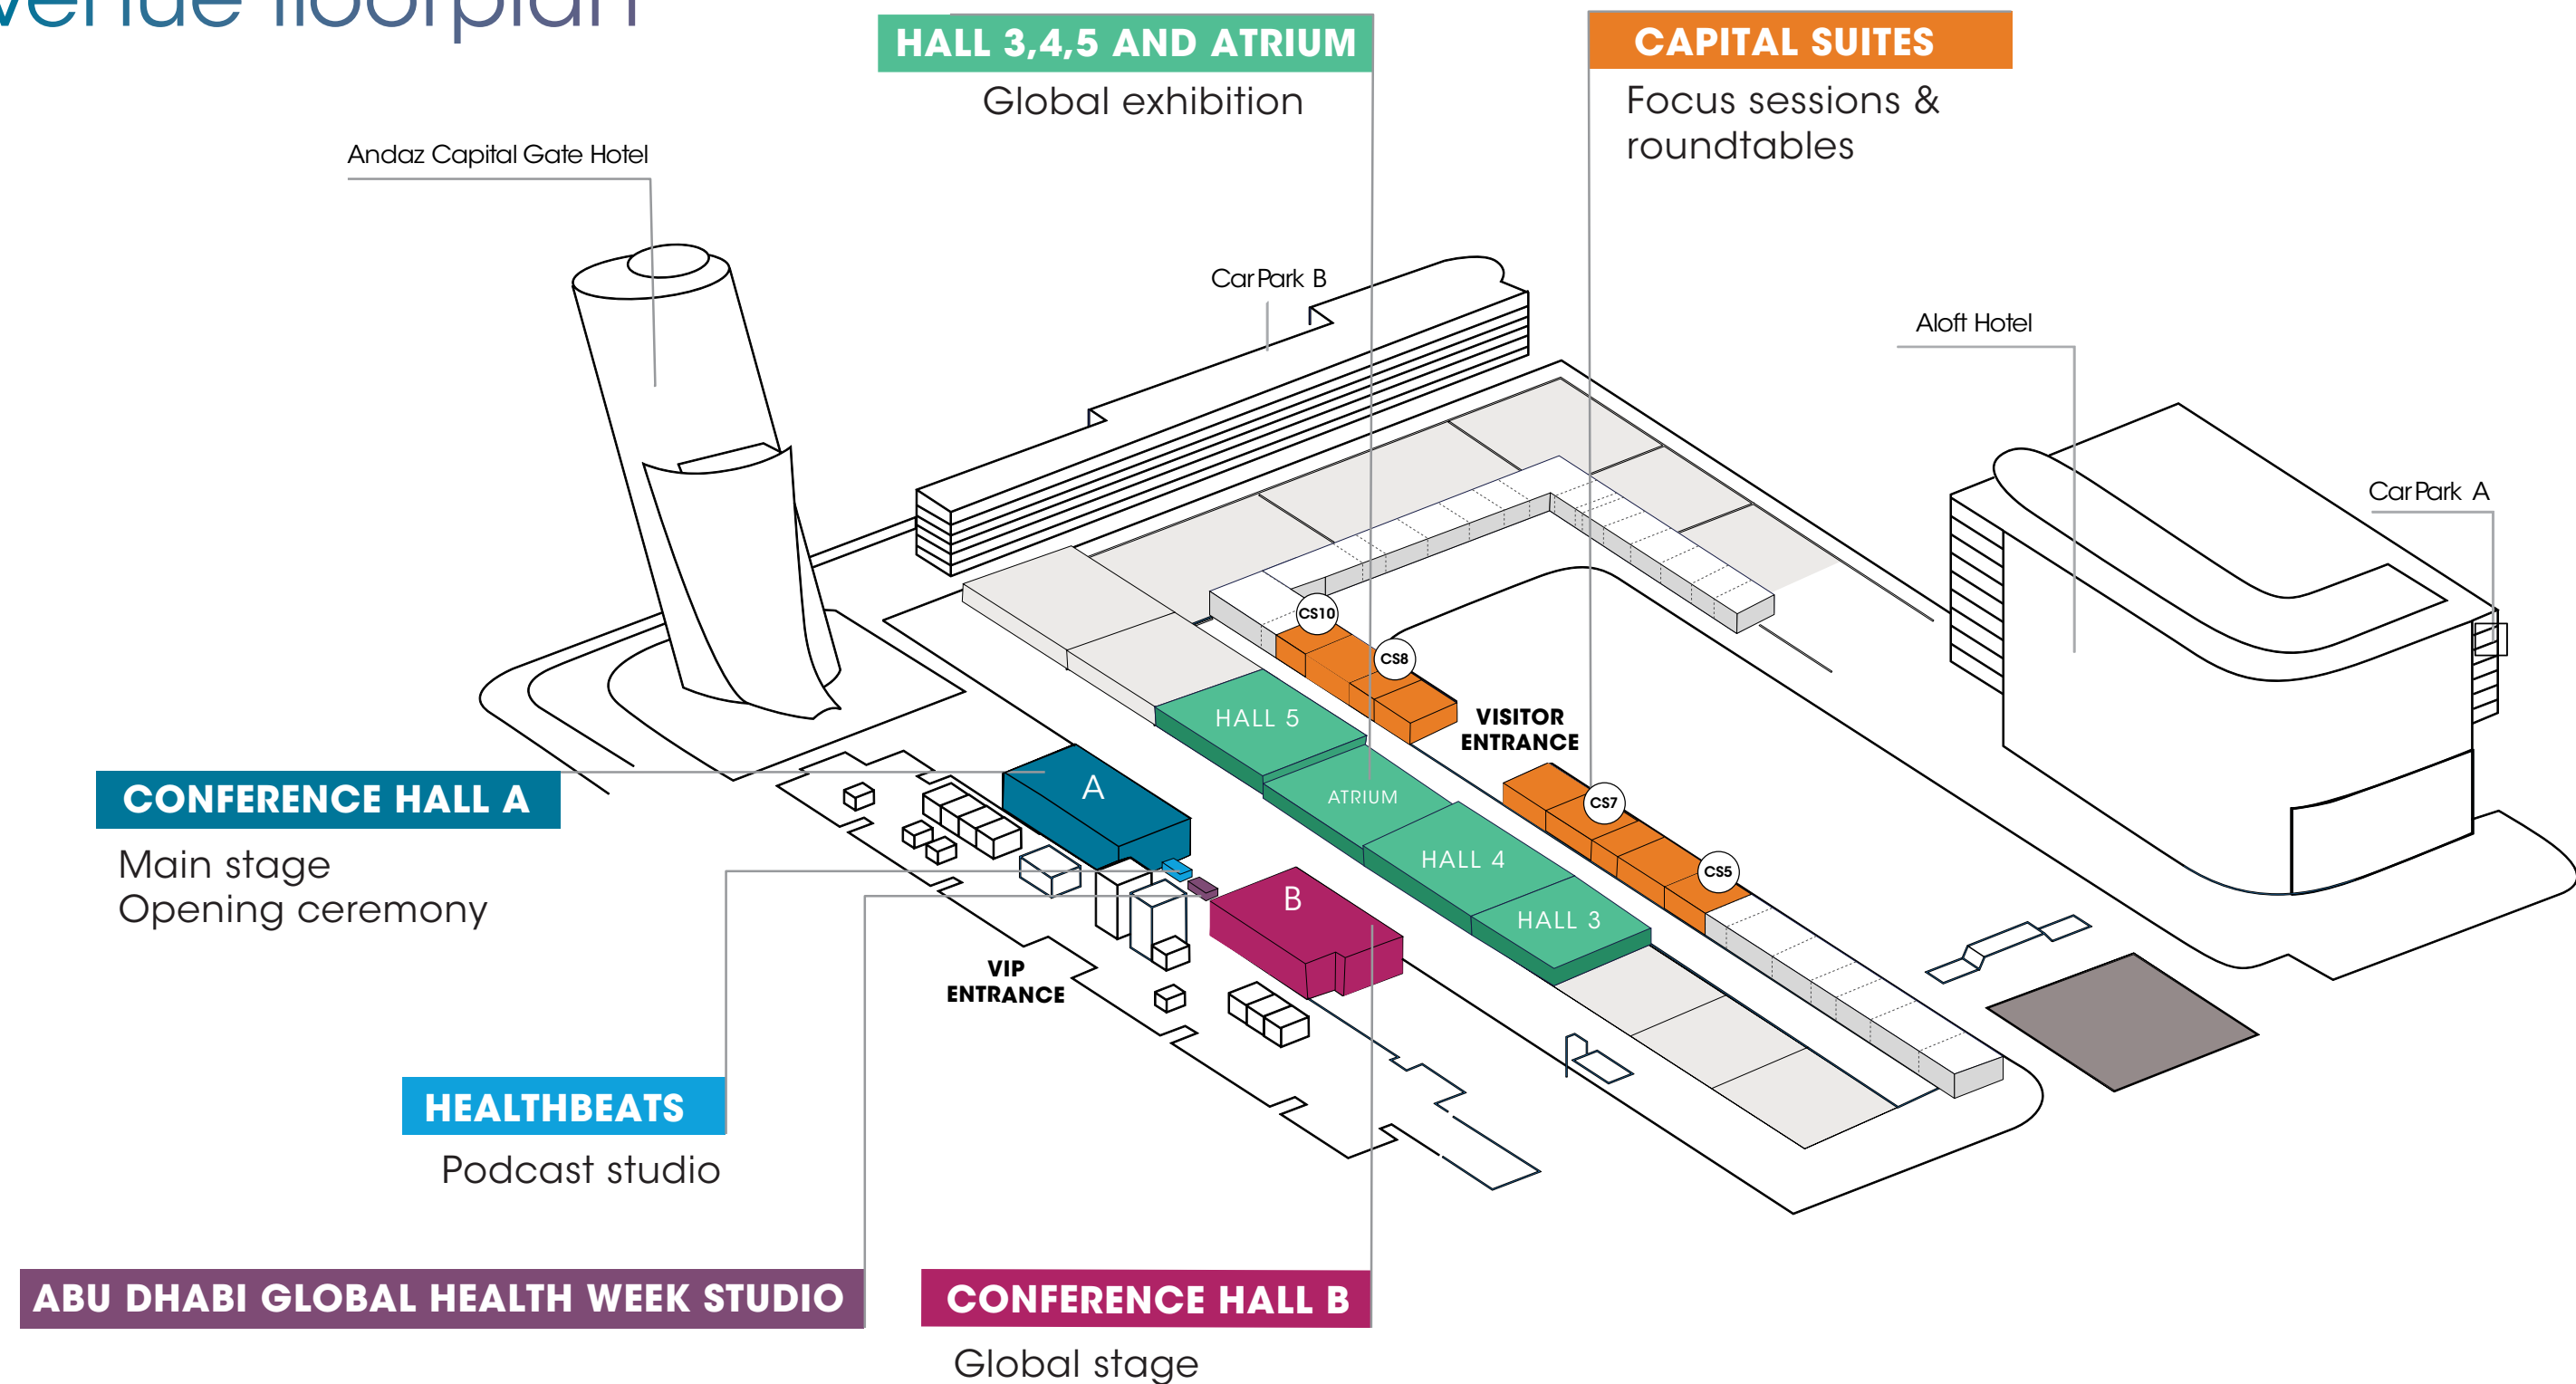 venue floorplan
HALL 3,4,5 AND ATRIUM
Global exhibition
CAPITAL SUITES
Focus sessions &
roundtables
Andaz Capital Gate Hotel
Car Park B
Aloft Hotel
Car Park A
CS10
CS8
HALL 5
VISITOR
ENTRANCE
CONFERENCE HALL A
Main stage
Opening ceremony
A
ATRIUM
CS7
HALL 4
CS5
B
HALL 3
VIP
ENTRANCE
HEALTHBEATS
Podcast studio
ABU DHABI GLOBAL HEALTH WEEK STUDIO
CONFERENCE HALL B
Global stage